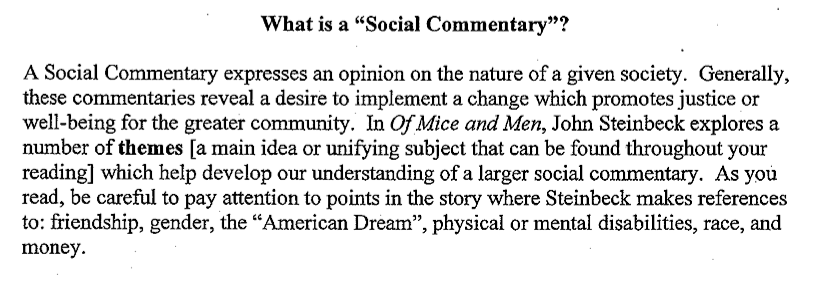 What is a “Social Commentary”?
A Social Commentary expresses an opinion on the nature of a given society.  Generally,
these commentaries reveal a desire to implement a change which promotes justice or
well-being for the greater community.  In Of Mice and Men, John Steinbeck explores a
number of themes [a main idea or unifying subject that can be found throughout your
reading] which help develop our understanding of a larger social commentary.  As you
read, be careful to pay attention to points in the story where Steinbeck makes references
to: friendship, gender, the “American Dream”, physical or mental disabilities, race, and
money.